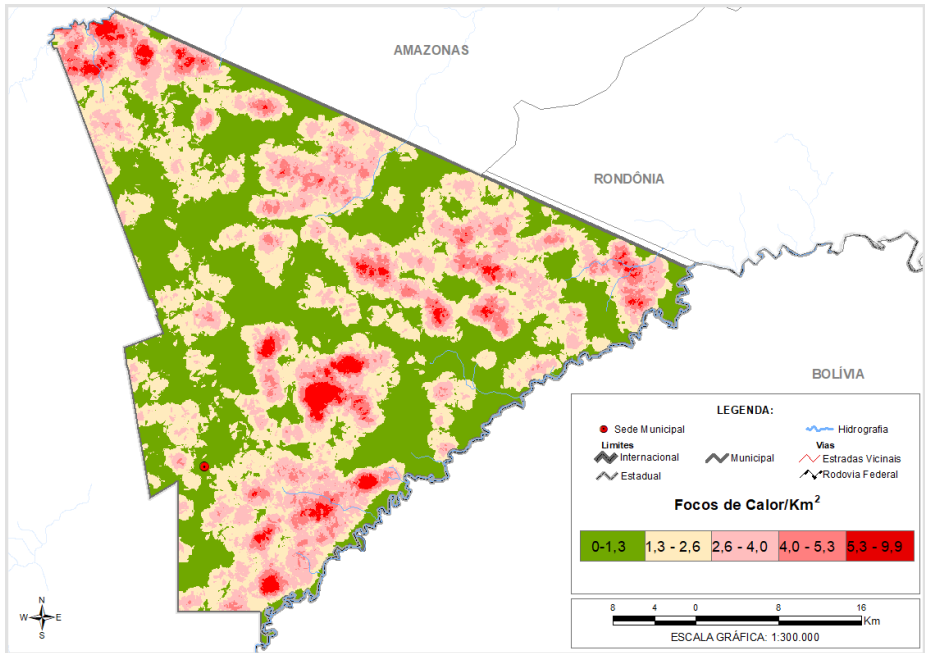 AMAZONAS
RONDÔNIA
BOLÍVIA
LEGENDA:
Sede Municipal
Hidrografia
Limites
Vias
Internacional
Municipal
Estradas Vicinais
Estadual
Rodovia Federal
Focos de Calor/Km²
0-1,3 1,3 - 2,6 2,6 - 4,0 4,0 - 5,3 5,3 - 9,9
8 4 0 8 16
Km
ESCALA GRÁFICA: 1:300.000
N
W E
S